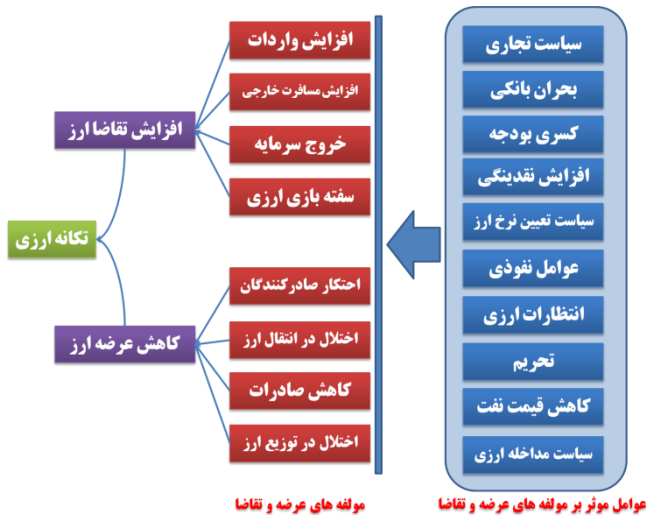 سیاست تجاری
بحران بانکی
کسری بودجه
افزایش نقدینگی
سیاست تعیین نرخ ارز
عوامل نفوذی
انتظارات ارزی
تحریم
کاهش قیمت نفت
سیاست مداخله ارزی
عوامل موثر بر مولفه های عرضه و تقاضا
افزایش واردات
افزایش مسافرت خارجی
خروج سرمایه
سفته بازی ارزی
احتکار صادرکنندگان
اختلال در انتقال ارز
کاهش صادرات
اختلال در توزیع ارز
مولفه های عرضه و تقاضا
افزایش تقاضا ارز
کاهش عرضه ارز
تکانه ارزی